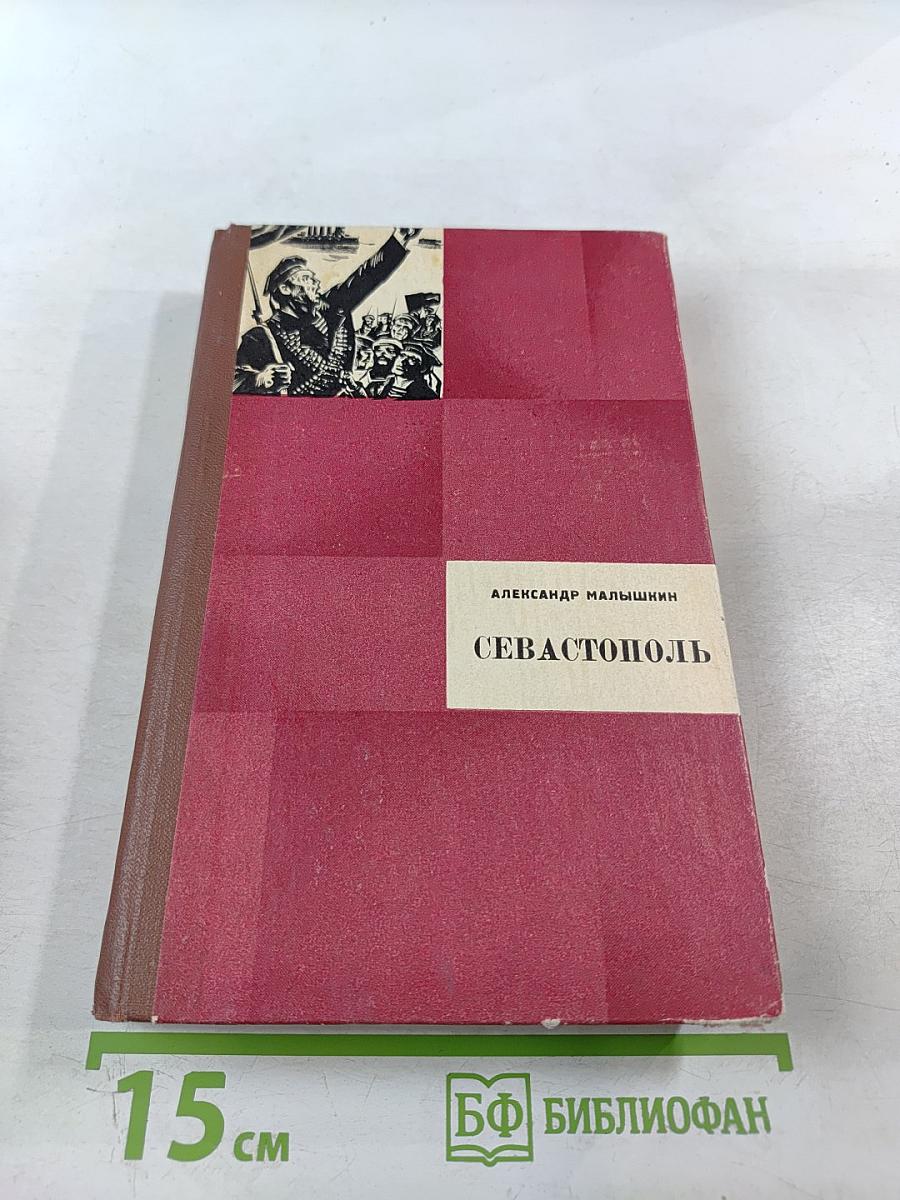 АЛЕКСАНДР МАЛЫШКИН
СЕВАСТОПОЛЬ
15 см
БФ БИБЛИОФАН